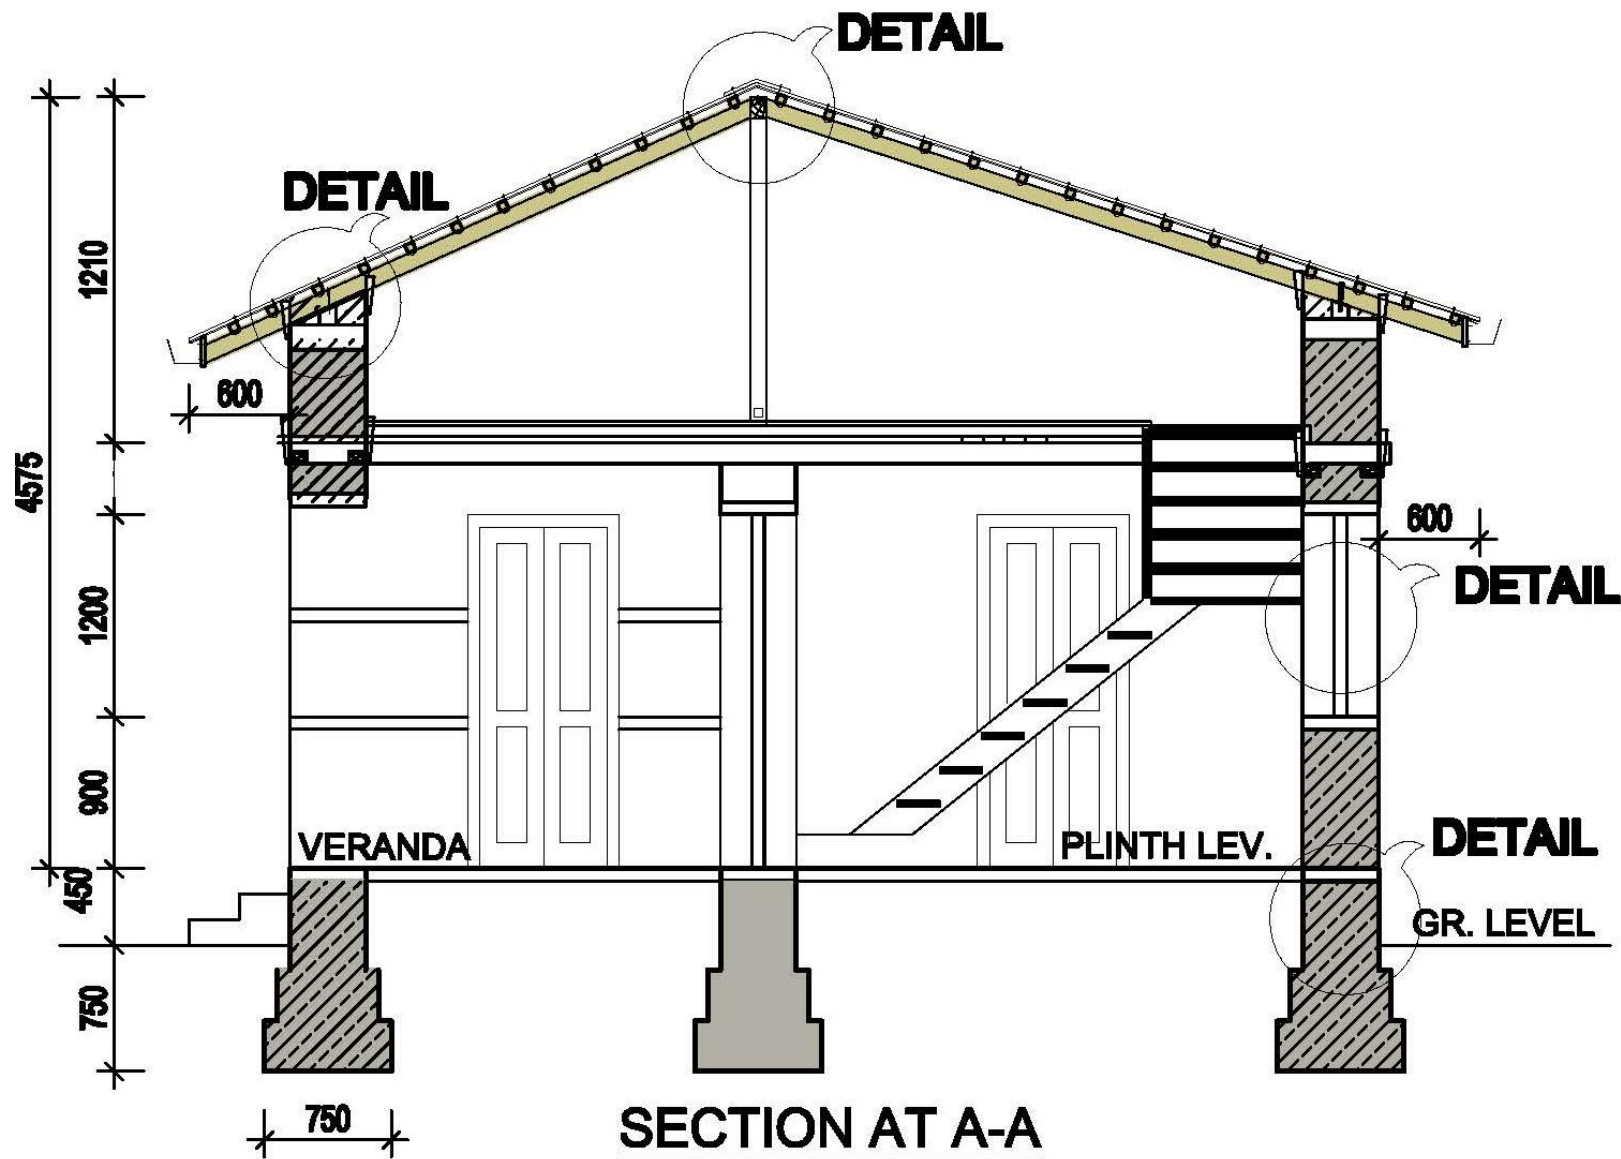 DETAIL
DETAIL
1210
600
4575
600
DETAIL
1200
900
VERANDA
PLINTH LEV.
DETAIL
450
GR. LEVEL
750
750
SECTION AT A-A